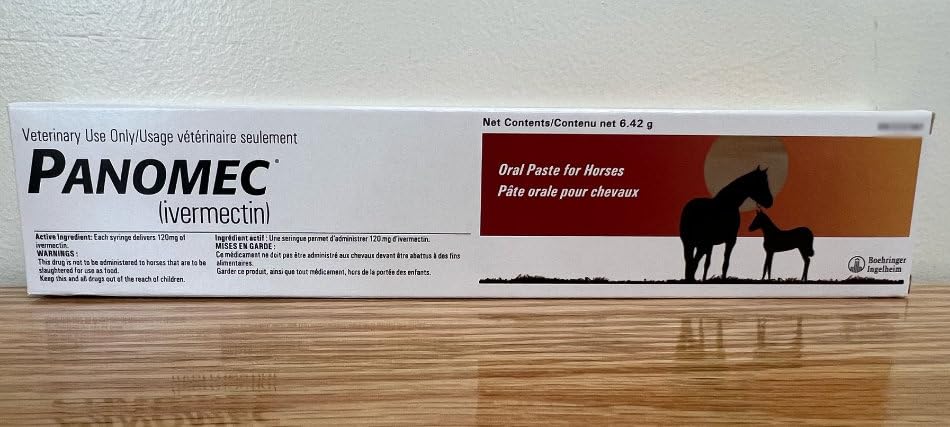 Veterinary Use Only/Usage vétérinaire seulement
PANOMEC®
(ivermectin)
Active Ingredient: Each syringe delivers 120mg of
ivermectin.
WARNINGS :
This drug is not to be administered to horses that are to be
slaughtered for use as food.
Keep this and all drugs out of the reach of children.
Ingrédient actif : Une seringue permet d'administrer 120 mg d'ivermectin.
MISES EN GARDE :
Ce médicament ne doit pas être administré aux chevaux devant être abattus à des fins
alimentaires.
Garder ce produit, ainsi que tout médicament, hors de la portée des enfants.
Net Contents/Contenu net 6.42 g
Oral Paste for Horses
Pâte orale pour chevaux
Boehringer
Ingelheim